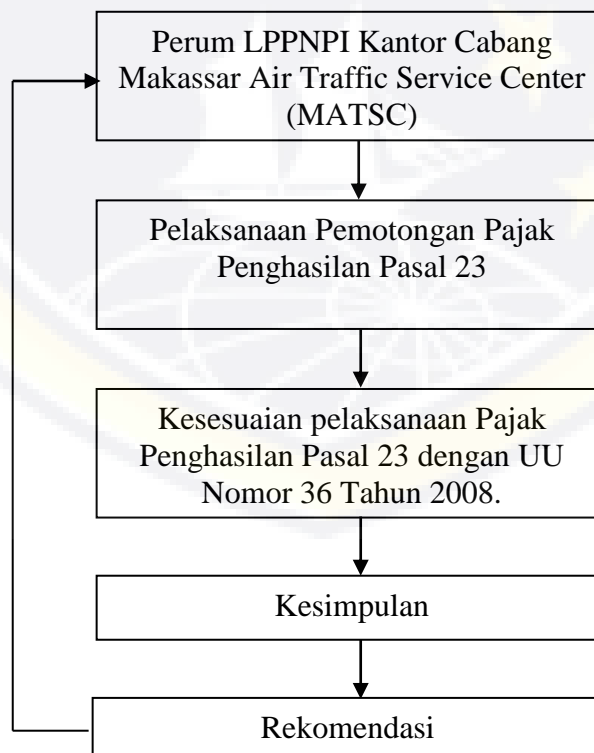 Perum LPPNPI Kantor Cabang
Makassar Air Traffic Service Center
(MATSC)
Pelaksanaan Pemotongan Pajak
Penghasilan Pasal 23
Kesesuaian pelaksanaan Pajak
Penghasilan Pasal 23 dengan UU
Nomor 36 Tahun 2008.
Kesimpulan
Rekomendasi